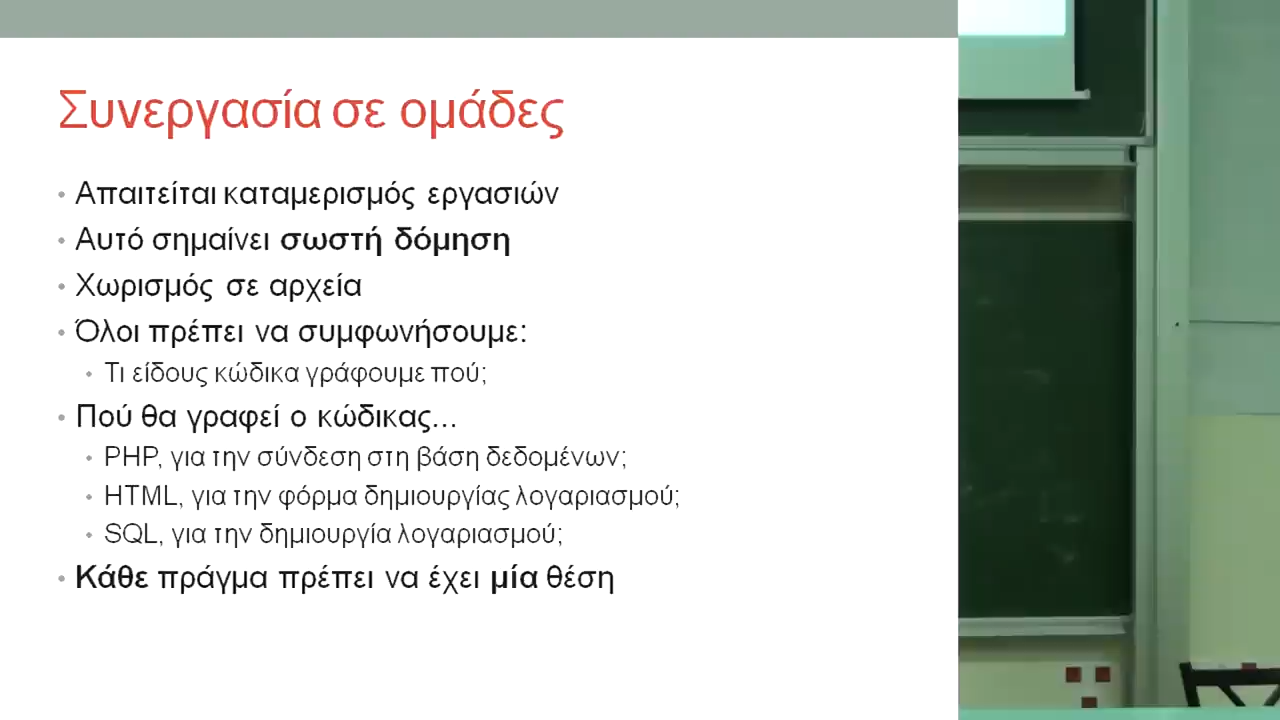 Συνεργασία σε ομάδες
• Απαιτείται καταμερισμός εργασιών
• Αυτό σημαίνει σωστή δόμηση
• Χωρισμός σε αρχεία
• Όλοι πρέπει να συμφωνήσουμε:
• Τι είδους κώδικα γράφουμε πού;
• Πού θα γραφεί ο κώδικας...
• PHP, για την σύνδεση στη βάση δεδομένων;
• HTML, για την φόρμα δημιουργίας λογαριασμού;
• SQL, για την δημιουργία λογαριασμού;
• Κάθε πράγμα πρέπει να έχει μία θέση